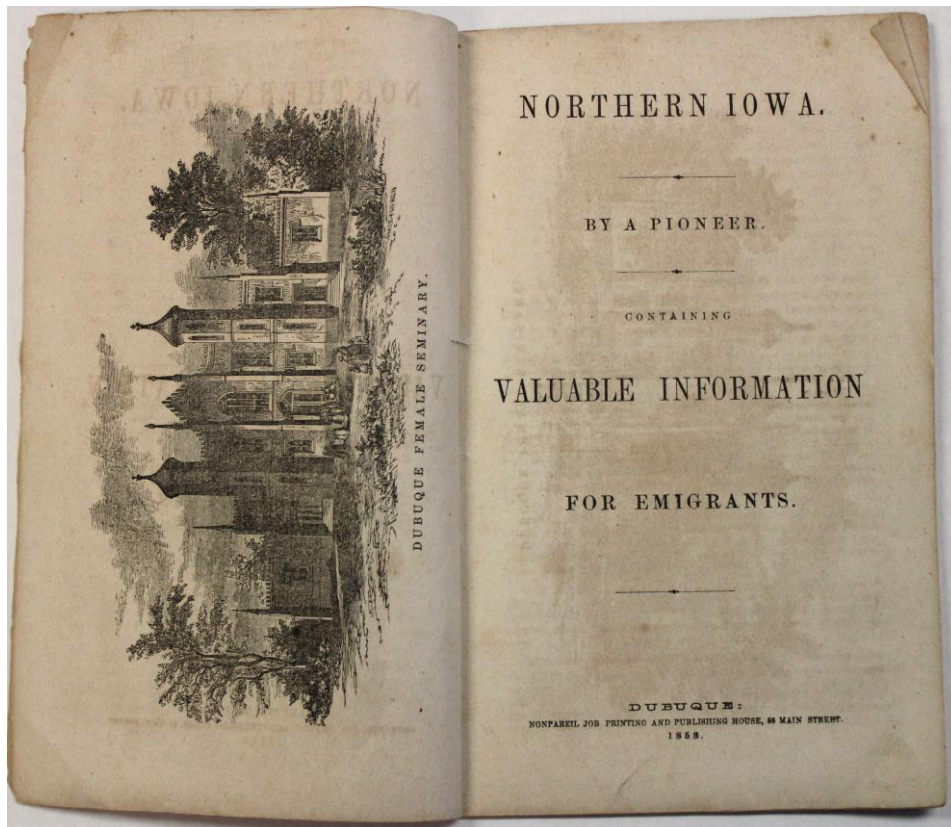 DUBUQUE FEMALE SEMINARY.
NORTHERN IOWA.
BY A PIONEER.
CONTAINING
VALUABLE INFORMATION
FOR EMIGRANTS.
DUBUQUE:
NONPAREIL JOB PRINTING AND PUBLISHING HOUSE, MAIN STREET.
1858.